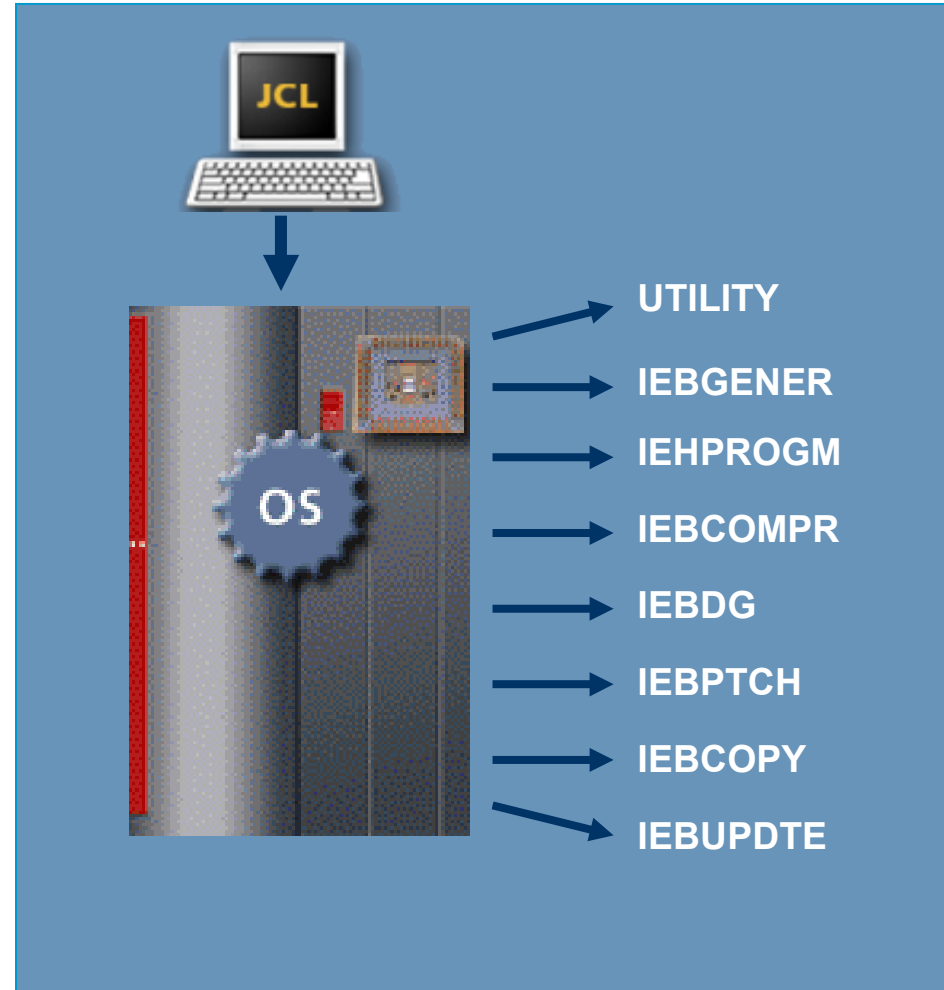 JCL
UTILITY
IEBGENER
IEHPROGM
OS
IEBCOMPR
IEBDG
IEBPTCH
IEBCOPY
IEBUPDTE